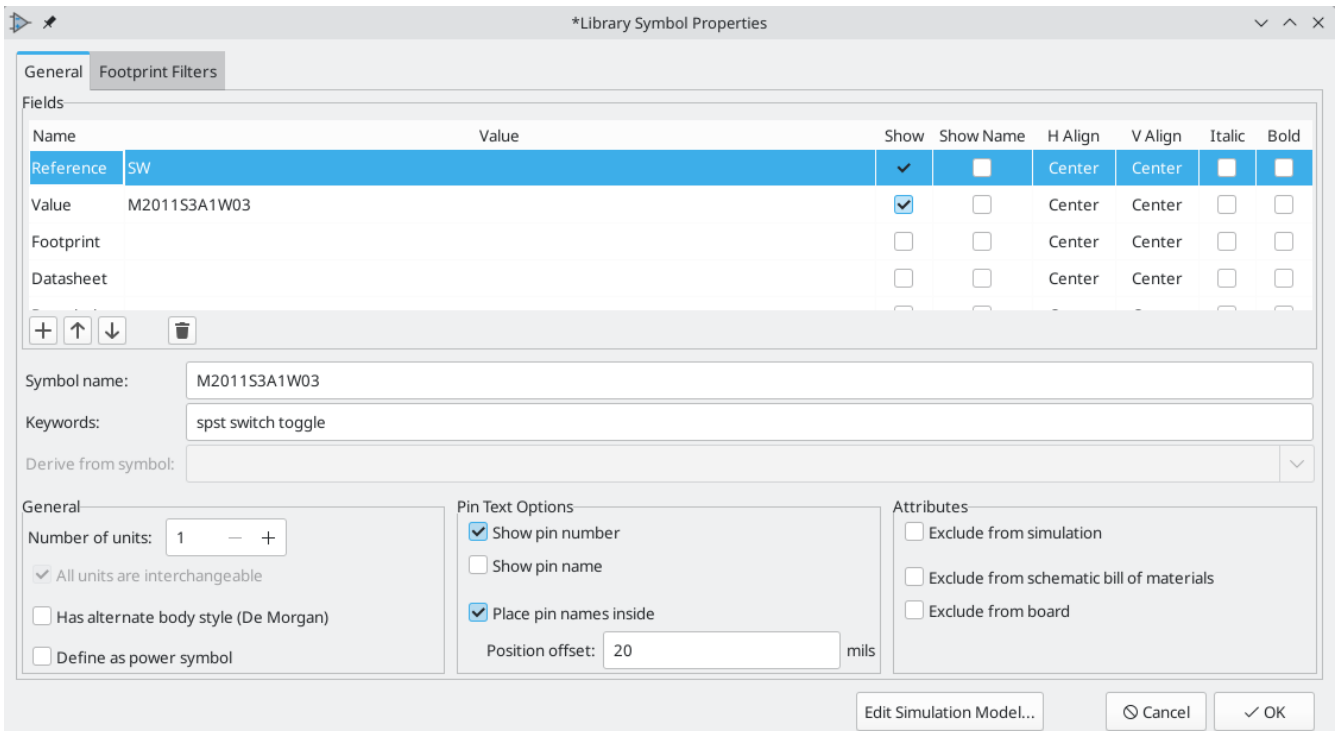 *Library Symbol Properties
General Footprint Filters
Fields
Name Value Show Show Name H Align V Align Italic Bold
Reference SW Center Center
Value M2011S3A1W03 Center Center
Footprint Center Center
Datasheet Center Center
Symbol name: M2011S3A1W03
Keywords: spst switch toggle
Derive from symbol:
General
Number of units: 1
All units are interchangeable
Has alternate body style (De Morgan)
Define as power symbol
Pin Text Options
Show pin number
Show pin name
Place pin names inside
Position offset: 20 mils
Attributes
Exclude from simulation
Exclude from schematic bill of materials
Exclude from board
Edit Simulation Model... Cancel OK